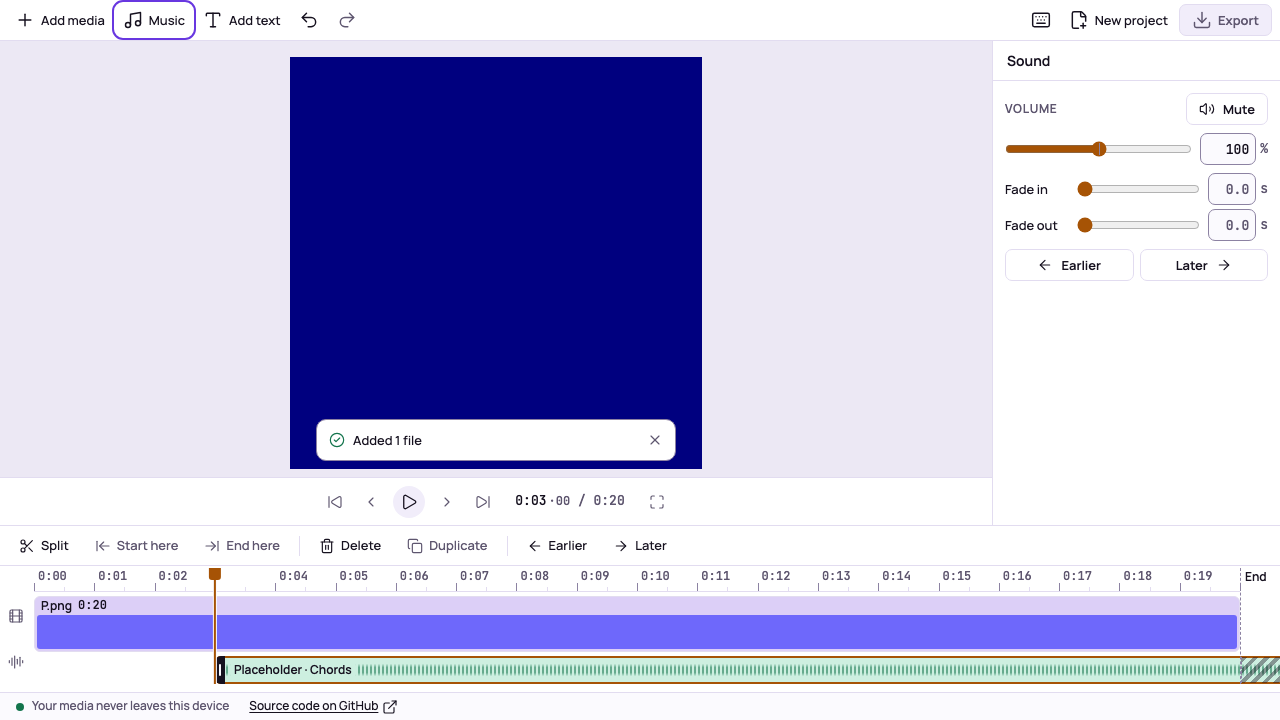 Add media Music Add text New project Export
Sound
VOLUME Mute
100 %
Fade in 0.0 s
Fade out 0.0 s
Earlier Later
Added 1 file
0:03·00 / 0:20
Split Start here End here Delete Duplicate Earlier Later
0:00 0:01 0:02 0:04 0:05 0:06 0:07 0:08 0:09 0:10 0:11 0:12 0:13 0:14 0:15 0:16 0:17 0:18 0:19 End
P.png 0:20
Placeholder · Chords
Your media never leaves this device Source code on GitHub